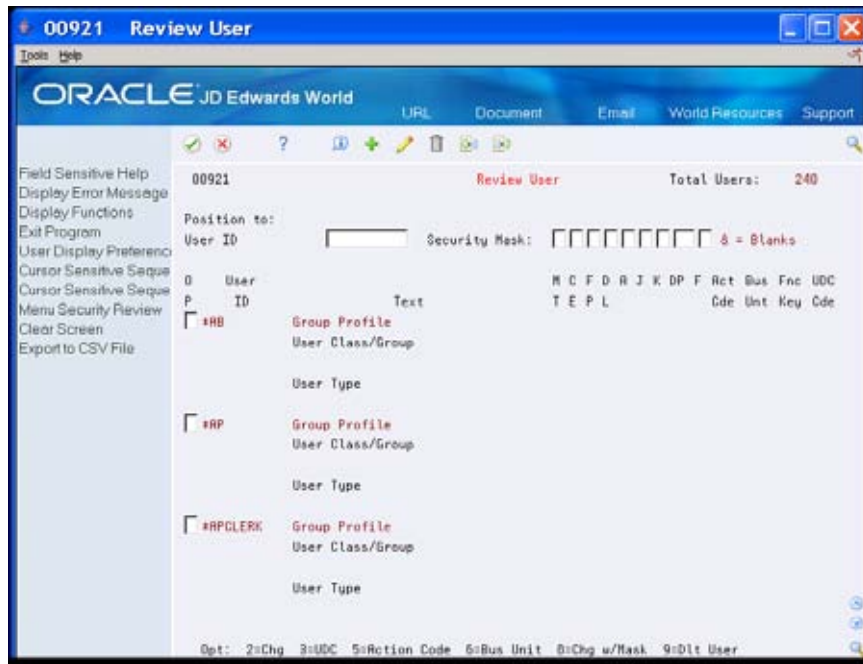 00921 Review User
Tools Help
ORACLE JD Edwards World
URL Document Email World Resources Support
?
Field Sensitive Help
Display Error Message
Display Functions
Exit Program
User Display Preferenc
Cursor Sensitive Seque
Cursor Sensitive Seque
Menu Security Review
Clear Screen
Export to CSV File
00921 Review User Total Users: 240
Position to:
User ID Security Mask: & = Blanks
O User M C F D A J K DP F Act Bus Fnc UDC
P ID Text T E P L Cde Unt Key Cde
*AB Group Profile
User Class/Group
User Type
*AP Group Profile
User Class/Group
User Type
*APCLERK Group Profile
User Class/Group
User Type
Opt: 2=Chg 3=UDC 5=Action Code 6=Bus Unit 8=Chg w/Mask 9=Dlt User